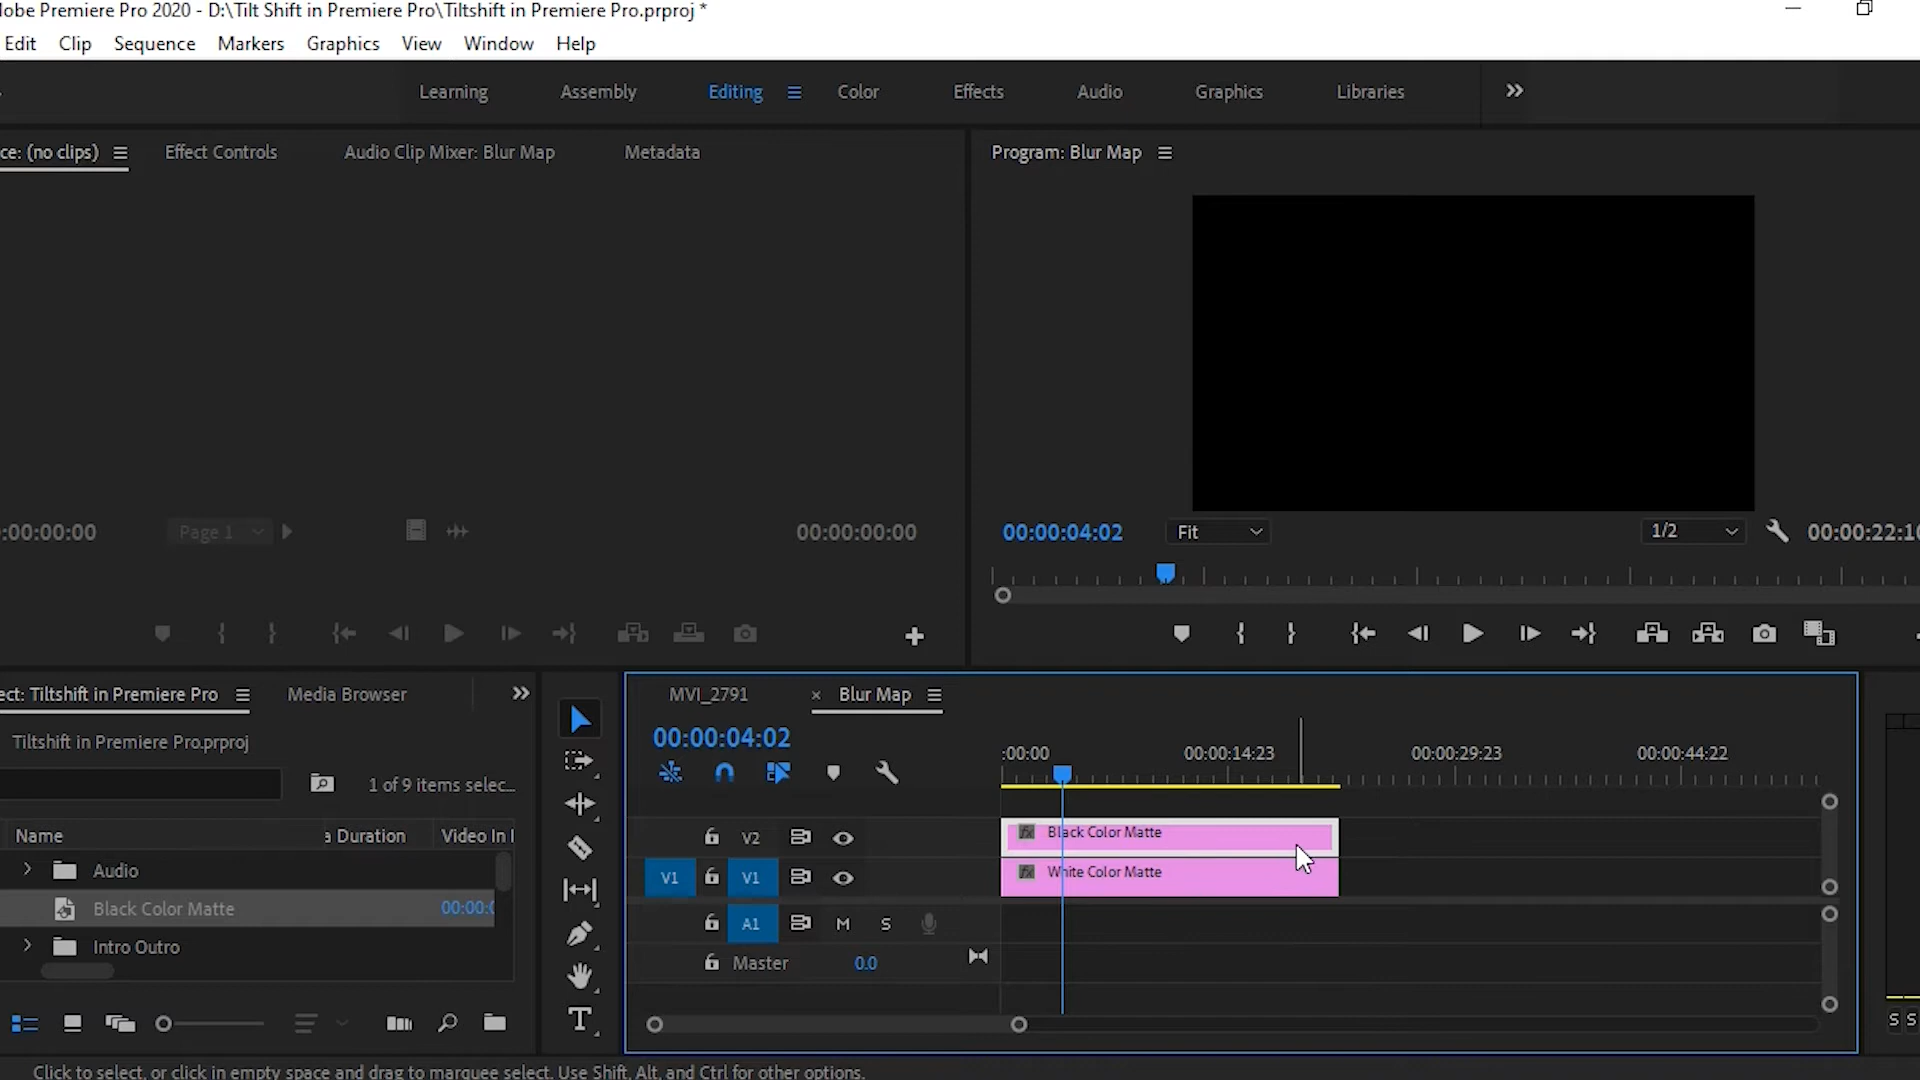 lobe Premiere Pro 2020 - D:\Tilt Shift in Premiere Pro\Tiltshift in Premiere Pro.prproj *
Edit Clip Sequence Markers Graphics View Window Help
Learning Assembly Editing Color Effects Audio Graphics Libraries
ce: (no clips) Effect Controls Audio Clip Mixer: Blur Map Metadata
Program: Blur Map
:00:00:00 Page 1 00:00:00:00
00:00:04:02 Fit 1/2 00:00:22:10
ect: Tiltshift in Premiere Pro Media Browser
Tiltshift in Premiere Pro.prproj
1 of 9 items selec...
Name a Duration Video In I
Audio
Black Color Matte 00:00:0
Intro Outro
MVI_2791 × Blur Map
00:00:04:02
:00:00 00:00:14:23 00:00:29:23 00:00:44:22
V2 fx Black Color Matte
V1 V1 fx White Color Matte
A1 M S
Master 0.0
T
S S
Click to select, or click in empty space and drag to marquee select. Use Shift, Alt, and Ctrl for other options.